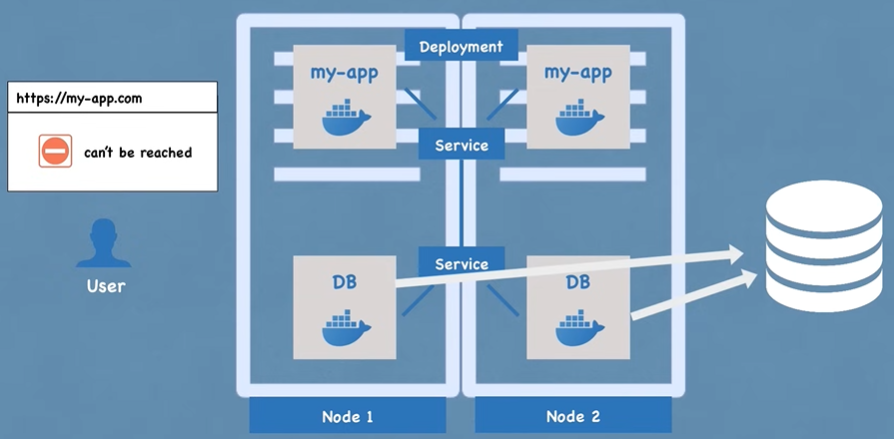 Deployment
my-app
my-app
https://my-app.com
can't be reached
Service
Service
DB
DB
User
Node 1
Node 2